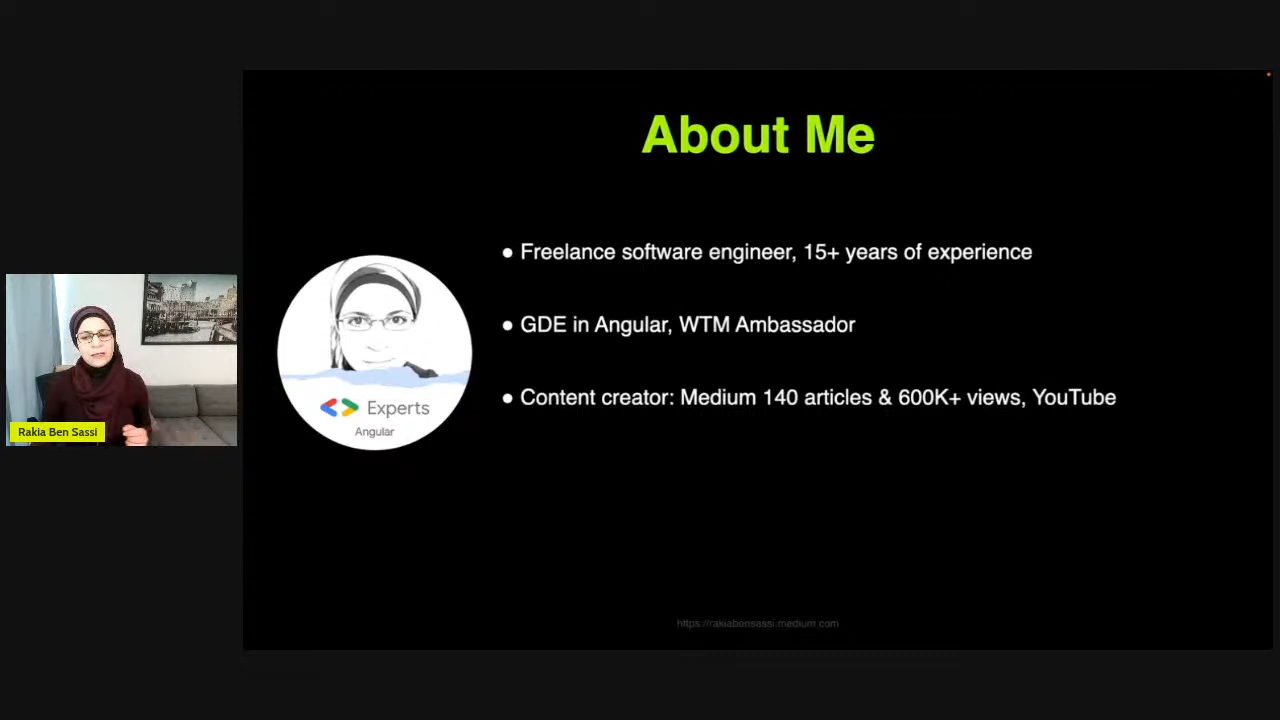 About Me
● Freelance software engineer, 15+ years of experience
● GDE in Angular, WTM Ambassador
● Content creator: Medium 140 articles & 600K+ views, YouTube
Experts
Angular
Rakia Ben Sassi
https://rakiabensassi.medium.com